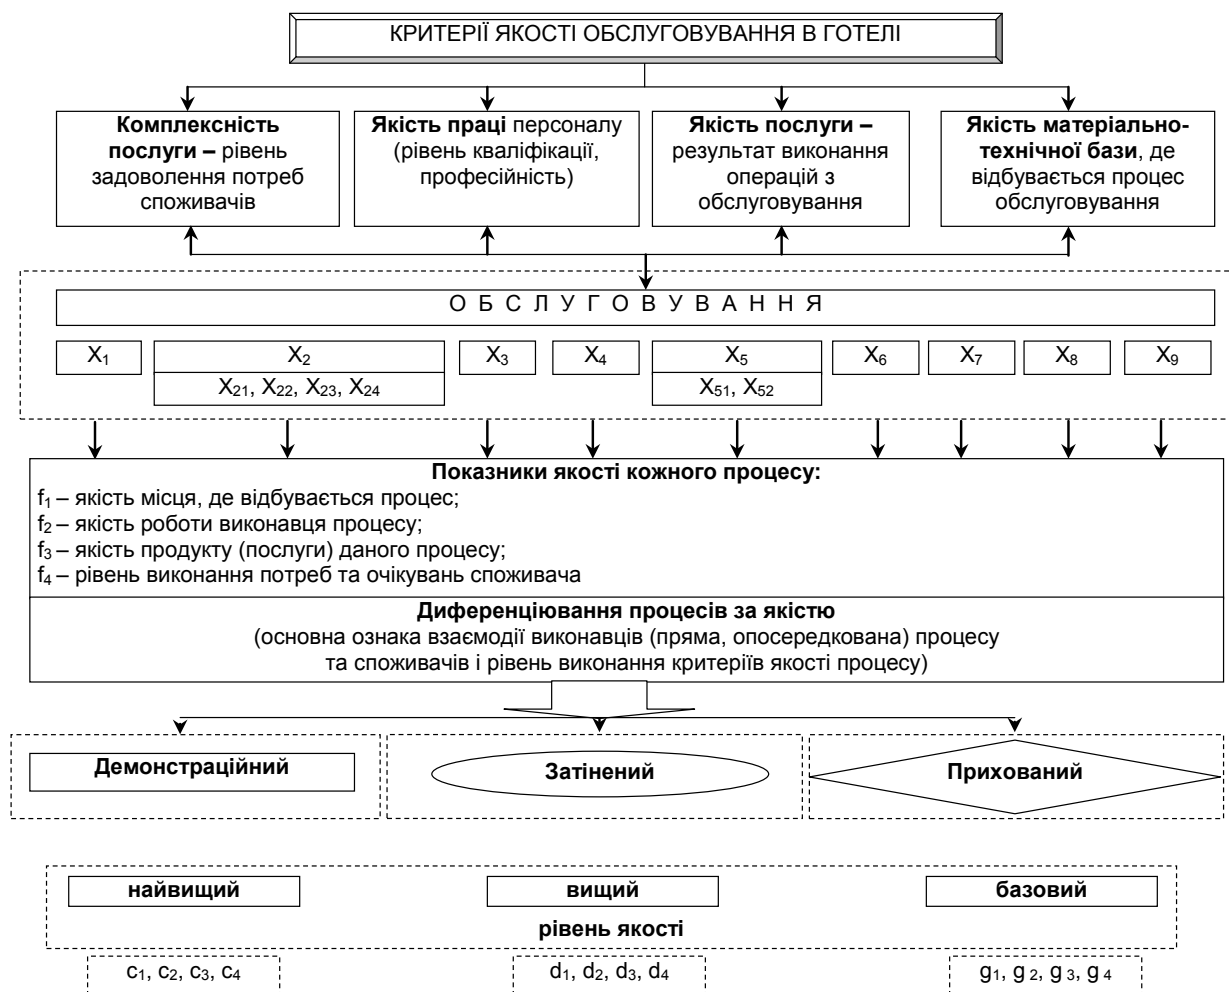 КРИТЕРІЇ ЯКОСТІ ОБСЛУГОВУВАННЯ В ГОТЕЛІ
Комплексність
послуги – рівень
задоволення потреб
споживачів
Якість праці персоналу
(рівень кваліфікації,
професійність)
Якість послуги –
результат виконання
операцій з
обслуговування
Якість матеріально-
технічної бази, де
відбувається процес
обслуговування
О Б С Л У Г О В У В А Н Н Я
X₁
X₂
X₂₁, X₂₂, X₂₃, X₂₄
X₃
X₄
X₅
X₅₁, X₅₂
X₆
X₇
X₈
X₉
Показники якості кожного процесу:
f₁ – якість місця, де відбувається процес;
f₂ – якість роботи виконавця процесу;
f₃ – якість продукту (послуги) даного процесу;
f₄ – рівень виконання потреб та очікувань споживача
Диференціювання процесів за якістю
(основна ознака взаємодії виконавців (пряма, опосередкована) процесу
та споживачів і рівень виконання критеріїв якості процесу)
Демонстраційний
Затінений
Прихований
найвищий
вищий
базовий
рівень якості
c₁, c₂, c₃, c₄
d₁, d₂, d₃, d₄
g₁, g ₂, g ₃, g ₄